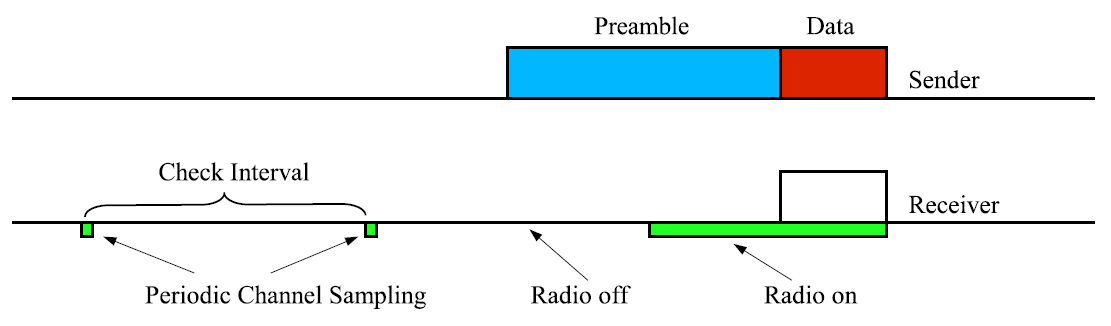 Preamble
Data
Sender
Check Interval
Receiver
Periodic Channel Sampling
Radio off
Radio on